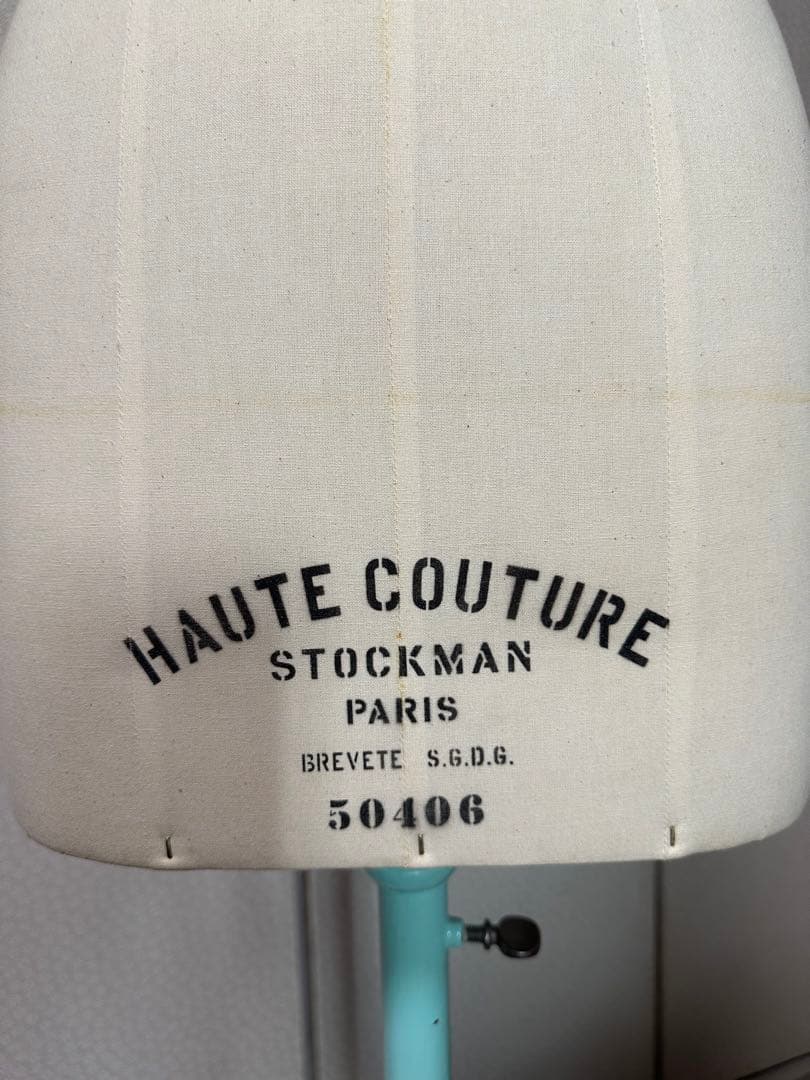 HAUTE COUTURE
STOCKMAN
PARIS
BREVETE S.G.D.G.
50406